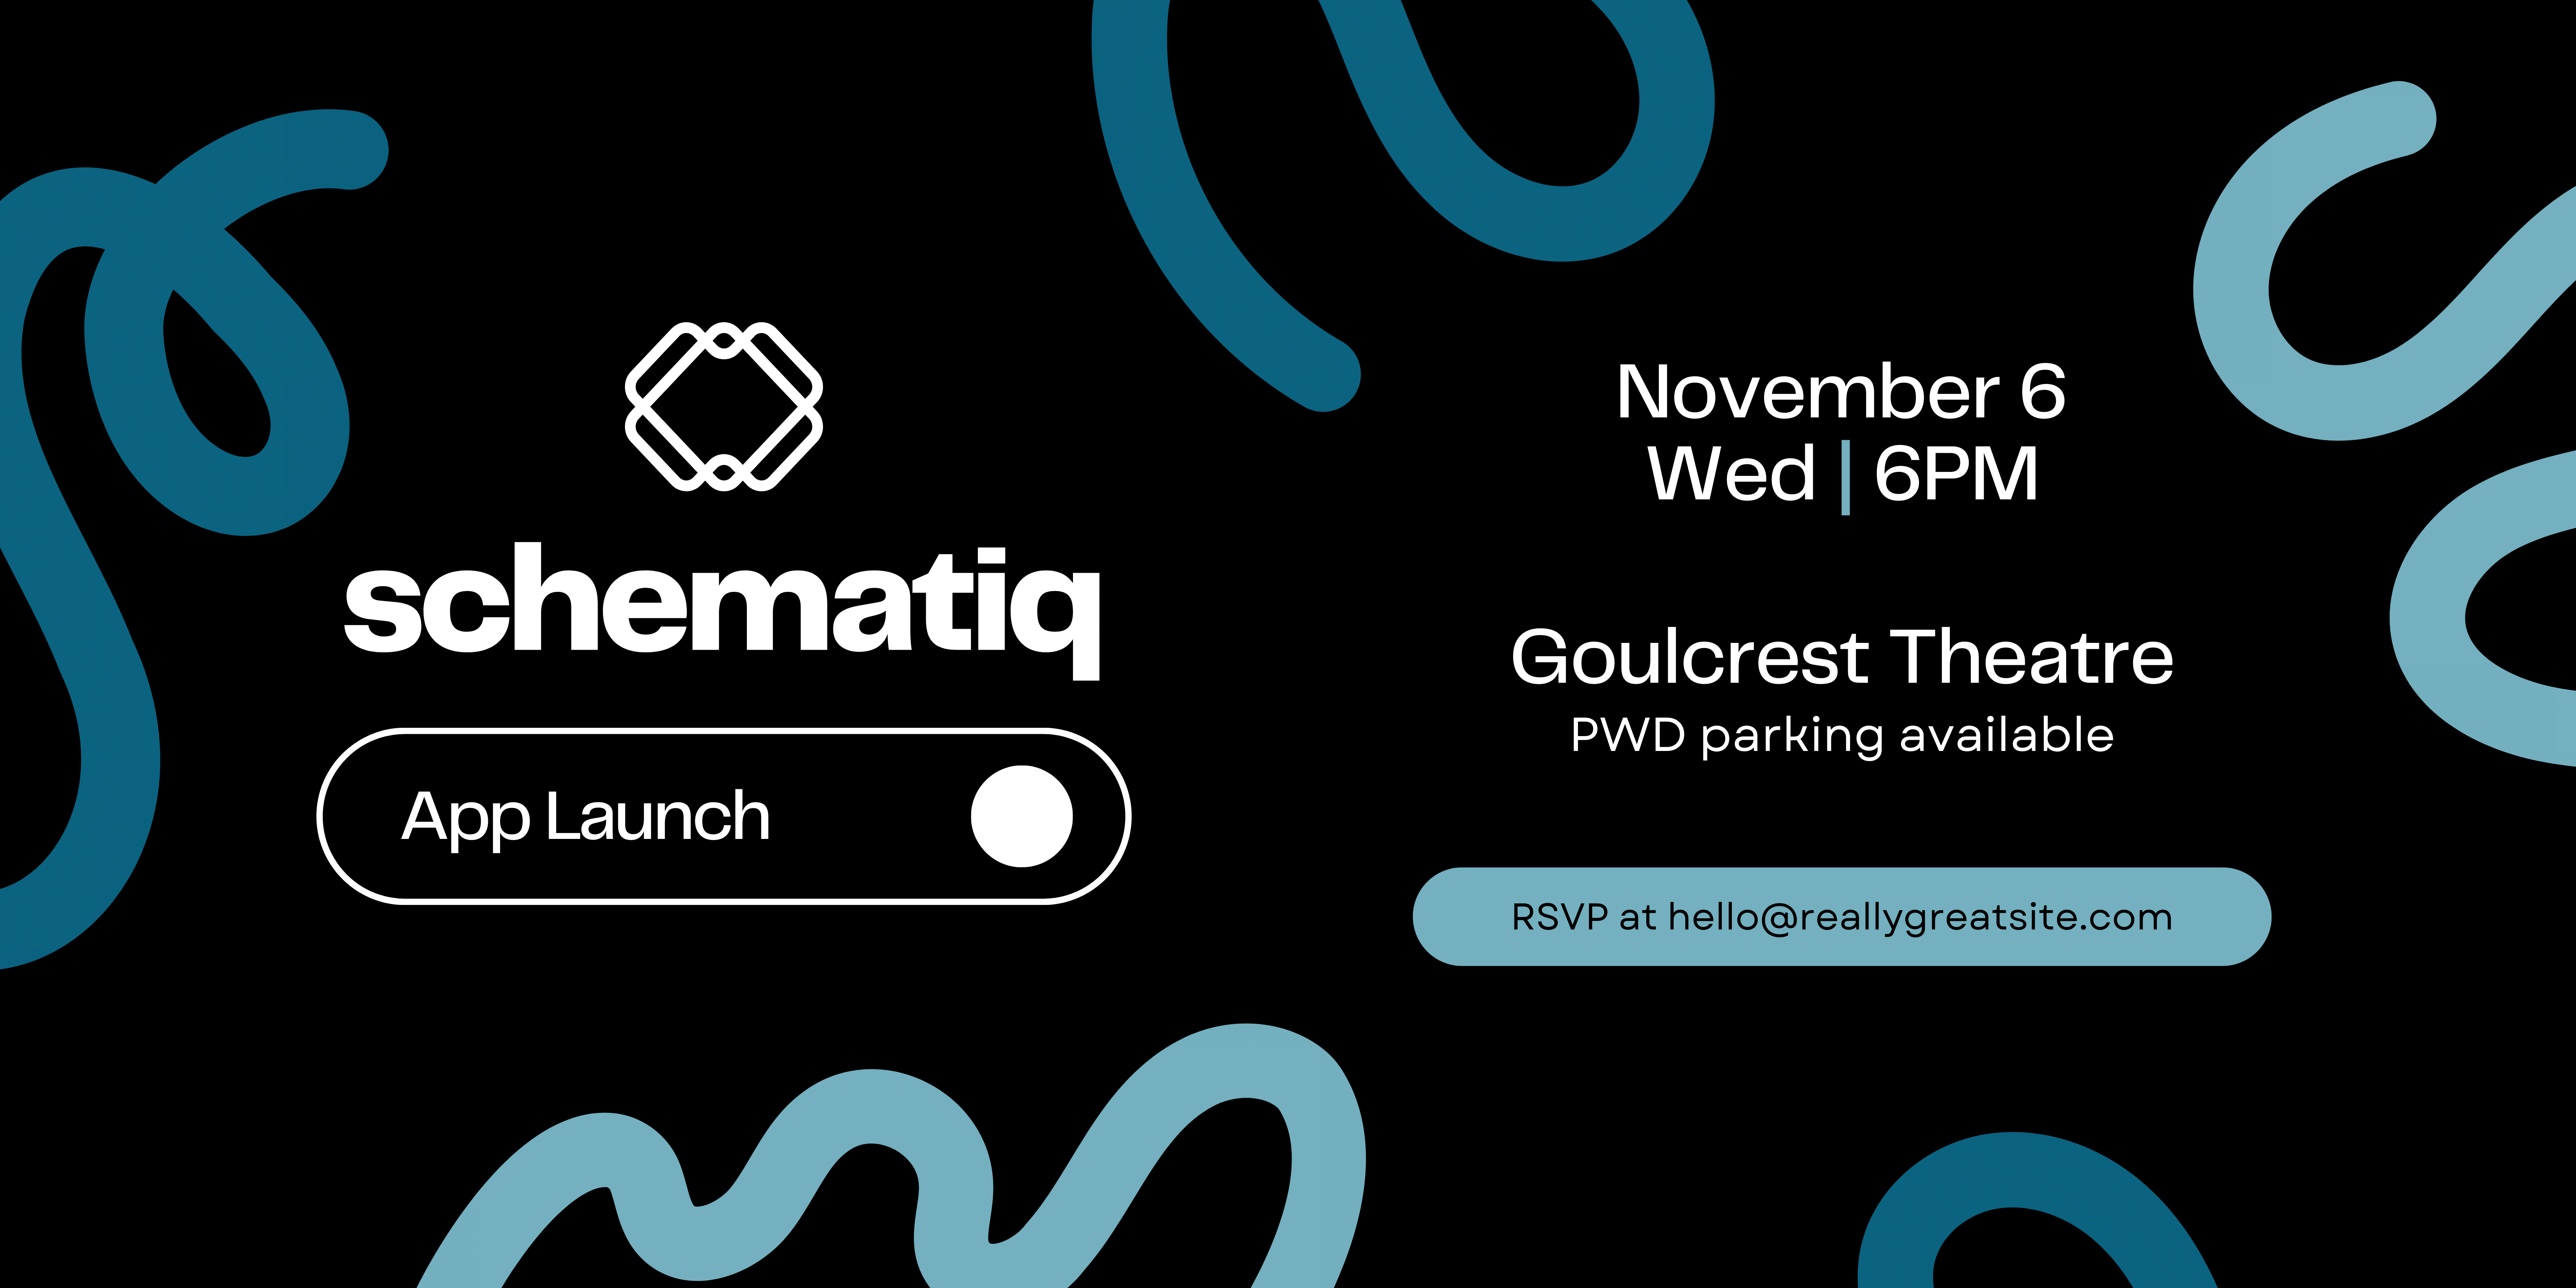 schematiq
App Launch
November 6
Wed | 6PM
Goulcrest Theatre
PWD parking available
RSVP at hello@reallygreatsite.com